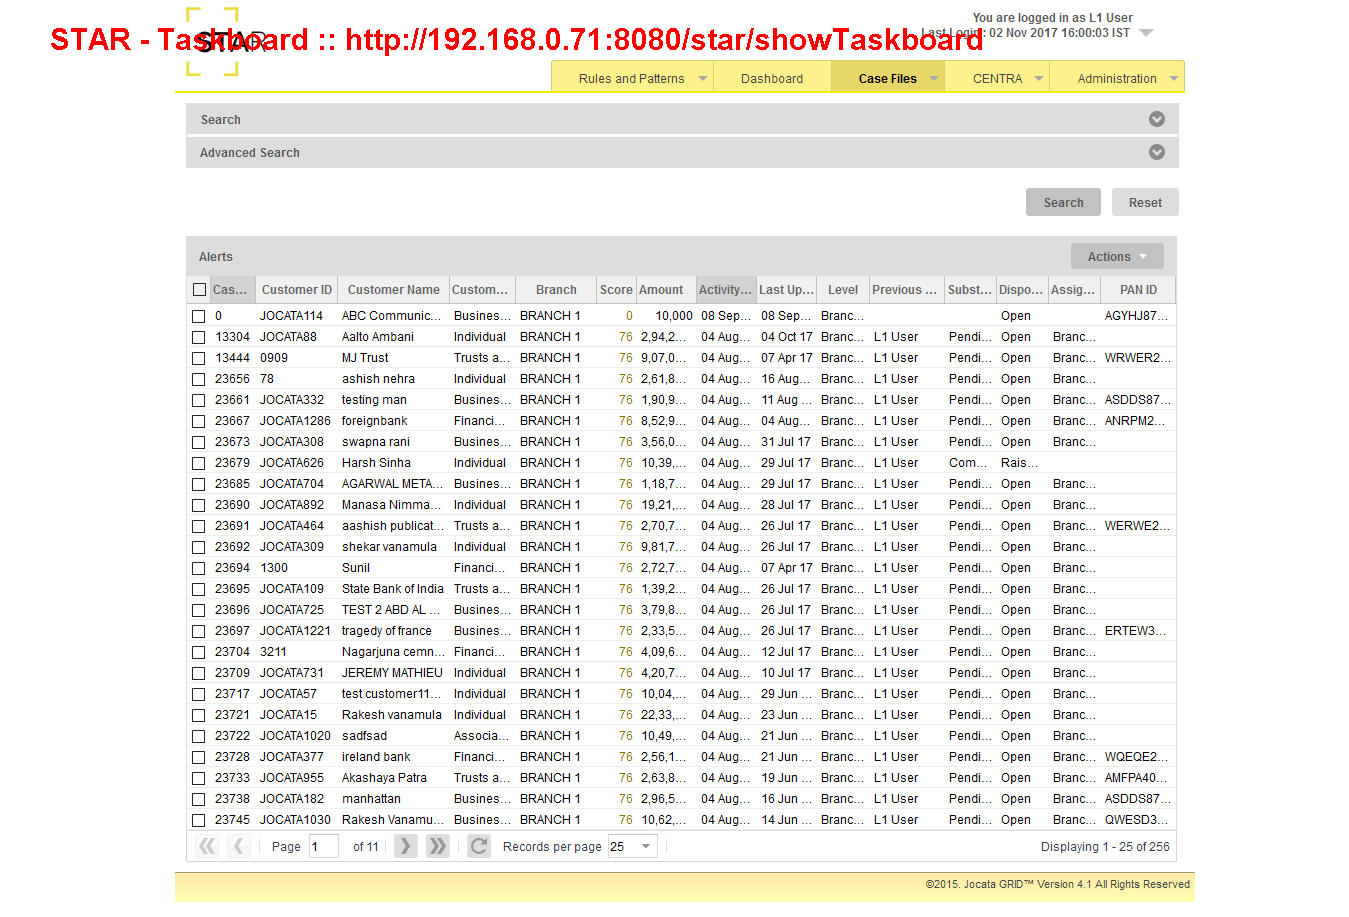 You are logged in as L1 User
STAR - Taskboard :: http://192.168.0.71:8080/star/showTaskboard
STAR
Last Login : 02 Nov 2017 16:00:03 IST
Rules and Patterns Dashboard Case Files CENTRA Administration
Search
Advanced Search
Search Reset
Alerts Actions
Cas... Customer ID Customer Name Custom... Branch Score Amount Activity... Last Up... Level Previous ... Subst... Dispo... Assig... PAN ID
0 JOCATA114 ABC Communic... Busines... BRANCH 1 0 10,000 08 Sep... 08 Sep... Branc... Open AGYHJ87...
13304 JOCATA88 Aalto Ambani Individual BRANCH 1 76 2,94,2... 04 Aug... 04 Oct 17 Branc... L1 User Pendi... Open Branc...
13444 0909 MJ Trust Trusts a... BRANCH 1 76 9,07,0... 04 Aug... 07 Apr 17 Branc... L1 User Pendi... Open Branc... WRWER2...
23656 78 ashish nehra Individual BRANCH 1 76 2,61,8... 04 Aug... 16 Aug... Branc... L1 User Pendi... Open Branc...
23661 JOCATA332 testing man Individual BRANCH 1 76 1,90,9... 04 Aug... 11 Aug ... Branc... L1 User Pendi... Open Branc... ASDDS87...
23667 JOCATA1286 foreignbank Financi... BRANCH 1 76 8,52,9... 04 Aug... 04 Aug... Branc... L1 User Pendi... Open Branc... ANRPM2...
23673 JOCATA308 swapna rani Busines... BRANCH 1 76 3,56,0... 04 Aug... 31 Jul 17 Branc... L1 User Pendi... Open Branc...
23679 JOCATA626 Harsh Sinha Individual BRANCH 1 76 10,39,... 04 Aug... 29 Jul 17 Branc... L1 User Com... Rais...
23685 JOCATA704 AGARWAL META... Busines... BRANCH 1 76 1,18,7... 04 Aug... 29 Jul 17 Branc... L1 User Pendi... Open Branc...
23690 JOCATA892 Manasa Nimma... Individual BRANCH 1 76 19,21,... 04 Aug... 28 Jul 17 Branc... L1 User Pendi... Open Branc...
23691 JOCATA464 aashish publicat... Trusts a... BRANCH 1 76 2,70,7... 04 Aug... 26 Jul 17 Branc... L1 User Pendi... Open Branc... WERWE2...
23692 JOCATA309 shekar vanamula Individual BRANCH 1 76 9,81,7... 04 Aug... 26 Jul 17 Branc... L1 User Pendi... Open Branc...
23694 1300 Sunil Financi... BRANCH 1 76 2,72,7... 04 Aug... 07 Apr 17 Branc... L1 User Pendi... Open Branc...
23695 JOCATA109 State Bank of India Trusts a... BRANCH 1 76 1,39,2... 04 Aug... 26 Jul 17 Branc... L1 User Pendi... Open Branc...
23696 JOCATA725 TEST 2 ABD AL ... Busines... BRANCH 1 76 3,79,8... 04 Aug... 26 Jul 17 Branc... L1 User Pendi... Open Branc...
23697 JOCATA1221 tragedy of france Busines... BRANCH 1 76 2,33,5... 04 Aug... 26 Jul 17 Branc... L1 User Pendi... Open Branc... ERTEW3...
23704 3211 Nagarjuna cemn... Financi... BRANCH 1 76 4,09,6... 04 Aug... 12 Jul 17 Branc... L1 User Pendi... Open Branc...
23709 JOCATA731 JEREMY MATHIEU Individual BRANCH 1 76 4,20,7... 04 Aug... 10 Jul 17 Branc... L1 User Pendi... Open Branc...
23717 JOCATA57 test customer11... Individual BRANCH 1 76 10,04,... 04 Aug... 29 Jun ... Branc... L1 User Pendi... Open Branc...
23721 JOCATA15 Rakesh vanamula Individual BRANCH 1 76 22,33,... 04 Aug... 23 Jun ... Branc... L1 User Pendi... Open Branc...
23722 JOCATA1020 sadfsad Associa... BRANCH 1 76 10,49,... 04 Aug... 21 Jun ... Branc... L1 User Pendi... Open Branc...
23728 JOCATA377 ireland bank Financi... BRANCH 1 76 2,56,1... 04 Aug... 21 Jun ... Branc... L1 User Pendi... Open Branc... WQEQE2...
23733 JOCATA955 Akashaya Patra Trusts a... BRANCH 1 76 2,63,8... 04 Aug... 19 Jun ... Branc... L1 User Pendi... Open Branc... AMFPA40...
23738 JOCATA182 manhattan Busines... BRANCH 1 76 2,96,5... 04 Aug... 16 Jun ... Branc... L1 User Pendi... Open Branc... ASDDS87...
23745 JOCATA1030 Rakesh Vanamu... Busines... BRANCH 1 76 10,62,... 04 Aug... 14 Jun ... Branc... L1 User Pendi... Open Branc... QWESD3...
Page 1 of 11 Records per page 25 Displaying 1 - 25 of 256
©2015. Jocata GRID™ Version 4.1 All Rights Reserved